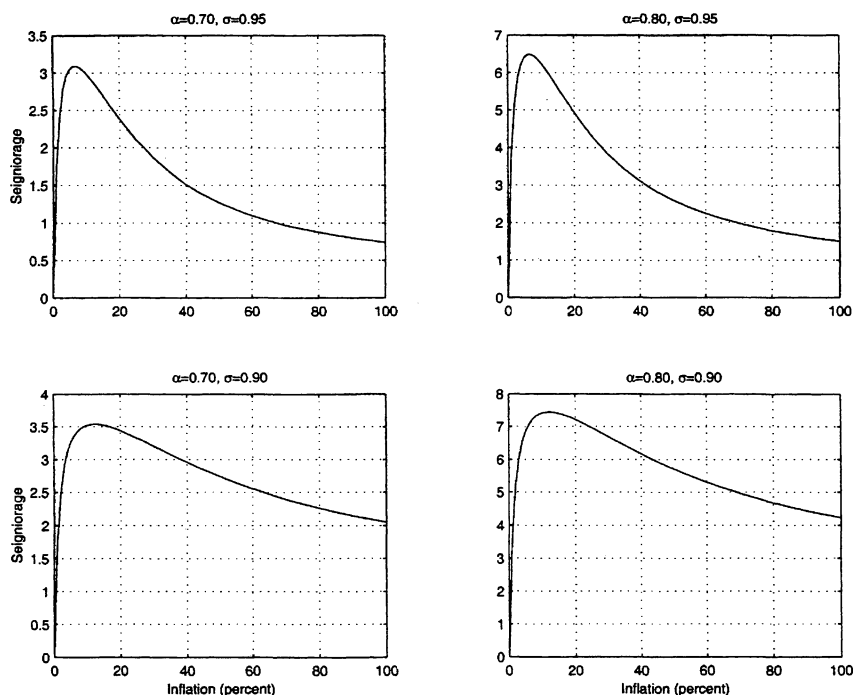 α=0.70, σ=0.95
3.5
3
2.5
2
1.5
1
0.5
0
Seigniorage
0 20 40 60 80 100
α=0.80, σ=0.95
7
6
5
4
3
2
1
0
0 20 40 60 80 100
α=0.70, σ=0.90
4
3.5
3
2.5
2
1.5
1
0.5
0
Seigniorage
0 20 40 60 80 100
Inflation (percent)
α=0.80, σ=0.90
8
7
6
5
4
3
2
1
0
0 20 40 60 80 100
Inflation (percent)